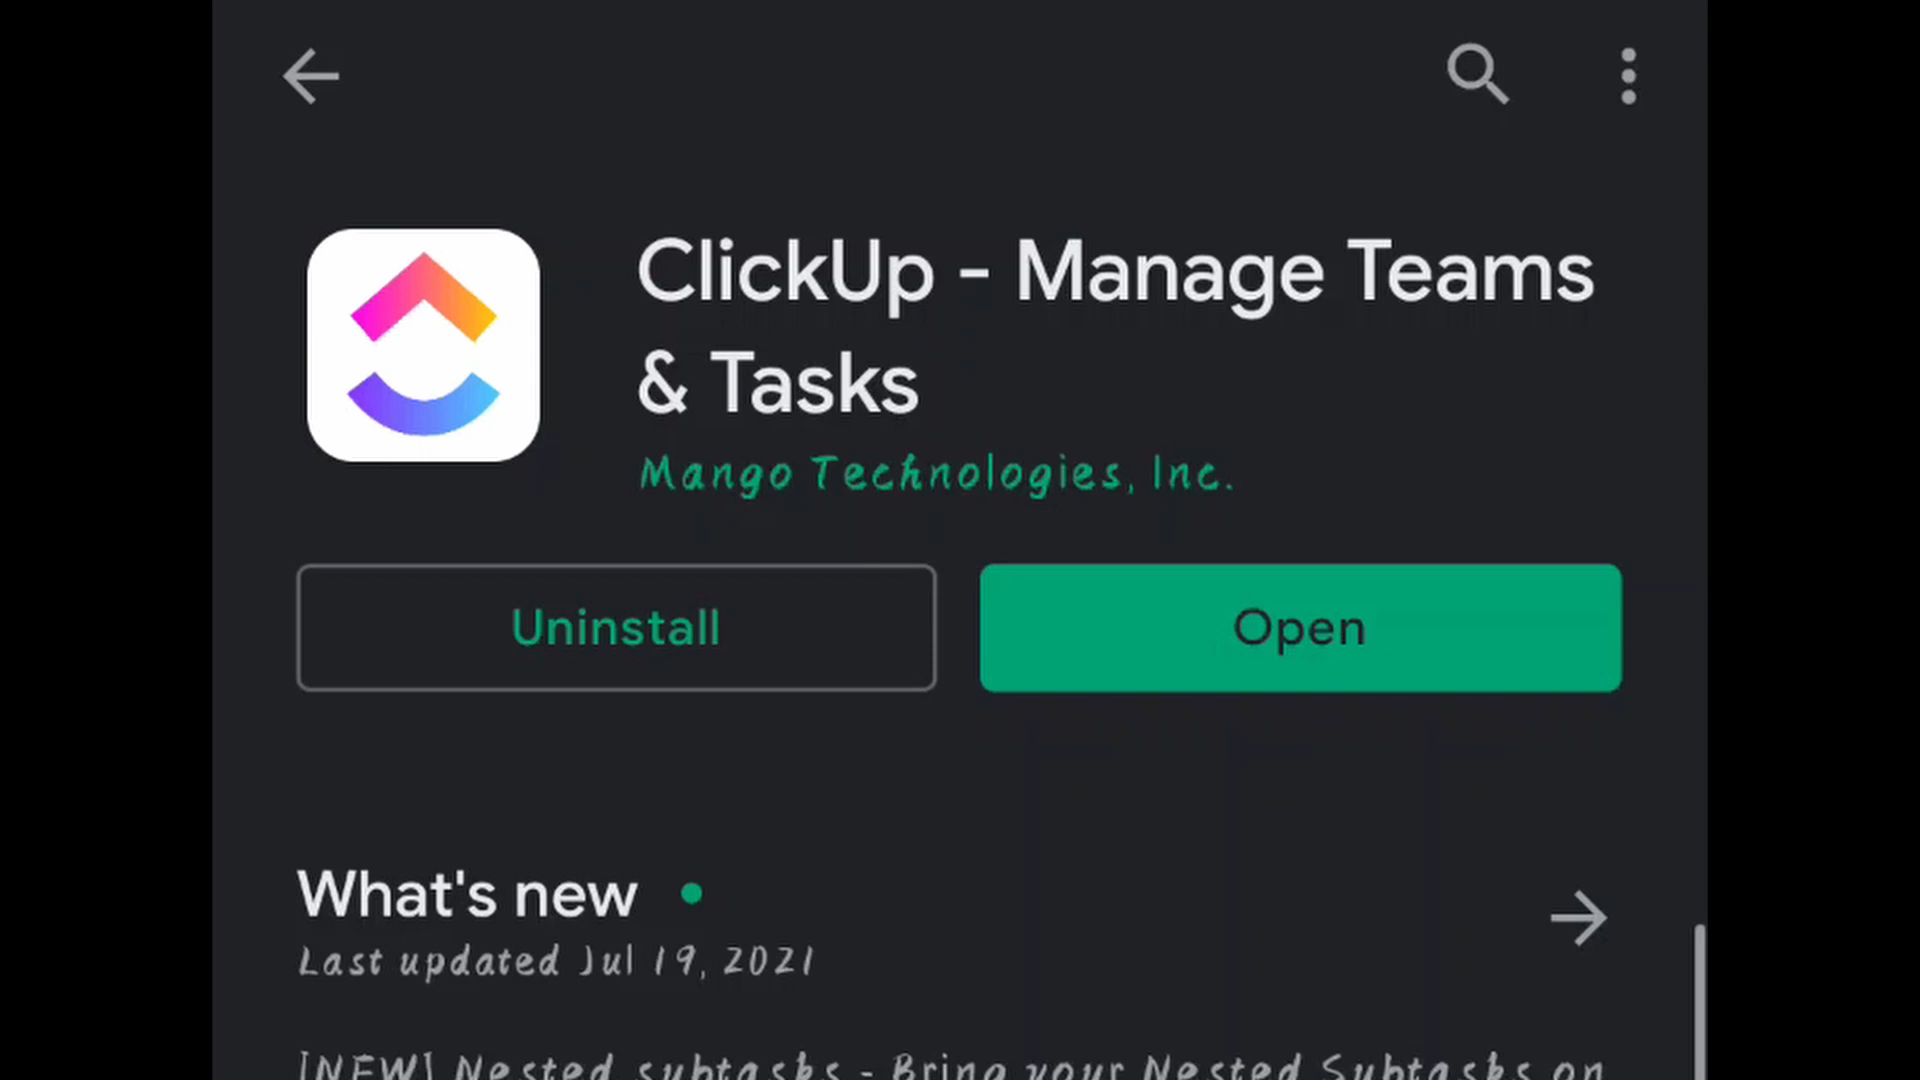 ClickUp - Manage Teams
& Tasks
Mango Technologies, Inc.
Uninstall
Open
What's new
Last updated Jul 19, 2021
[NEW] Nested subtasks - Bring your Nested Subtasks on